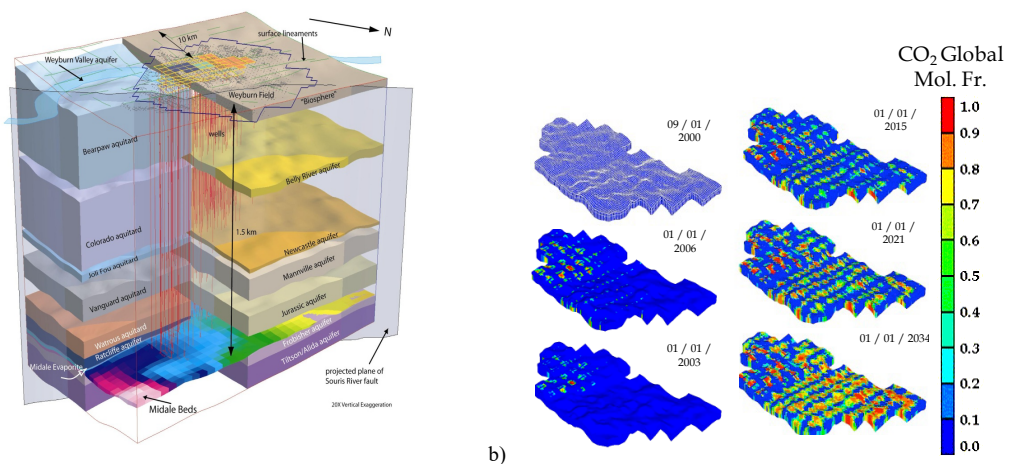 N
10 km
surface lineaments
Weyburn Valley aquifer
Weyburn Field
"Biosphere"
wells
Bearpaw aquitard
Belly River aquifer
1.5 km
Colorado aquitard
Newcastle aquifer
Joli Fou aquitard
Mannville aquifer
Vanguard aquitard
Jurassic aquifer
Watrous aquitard
Ratcliffe aquifer
Frobisher aquifer
Tiltson/Alida aquifer
Midale Evaporite
projected plane of
Souris River fault
Midale Beds
20X Vertical Exaggeration
b)
CO₂ Global
Mol. Fr.
09 / 01 /
2000
01 / 01 /
2006
01 / 01 /
2003
01 / 01 /
2015
01 / 01 /
2021
01 / 01 / 2034
1.0
0.9
0.8
0.7
0.6
0.5
0.4
0.3
0.2
0.1
0.0